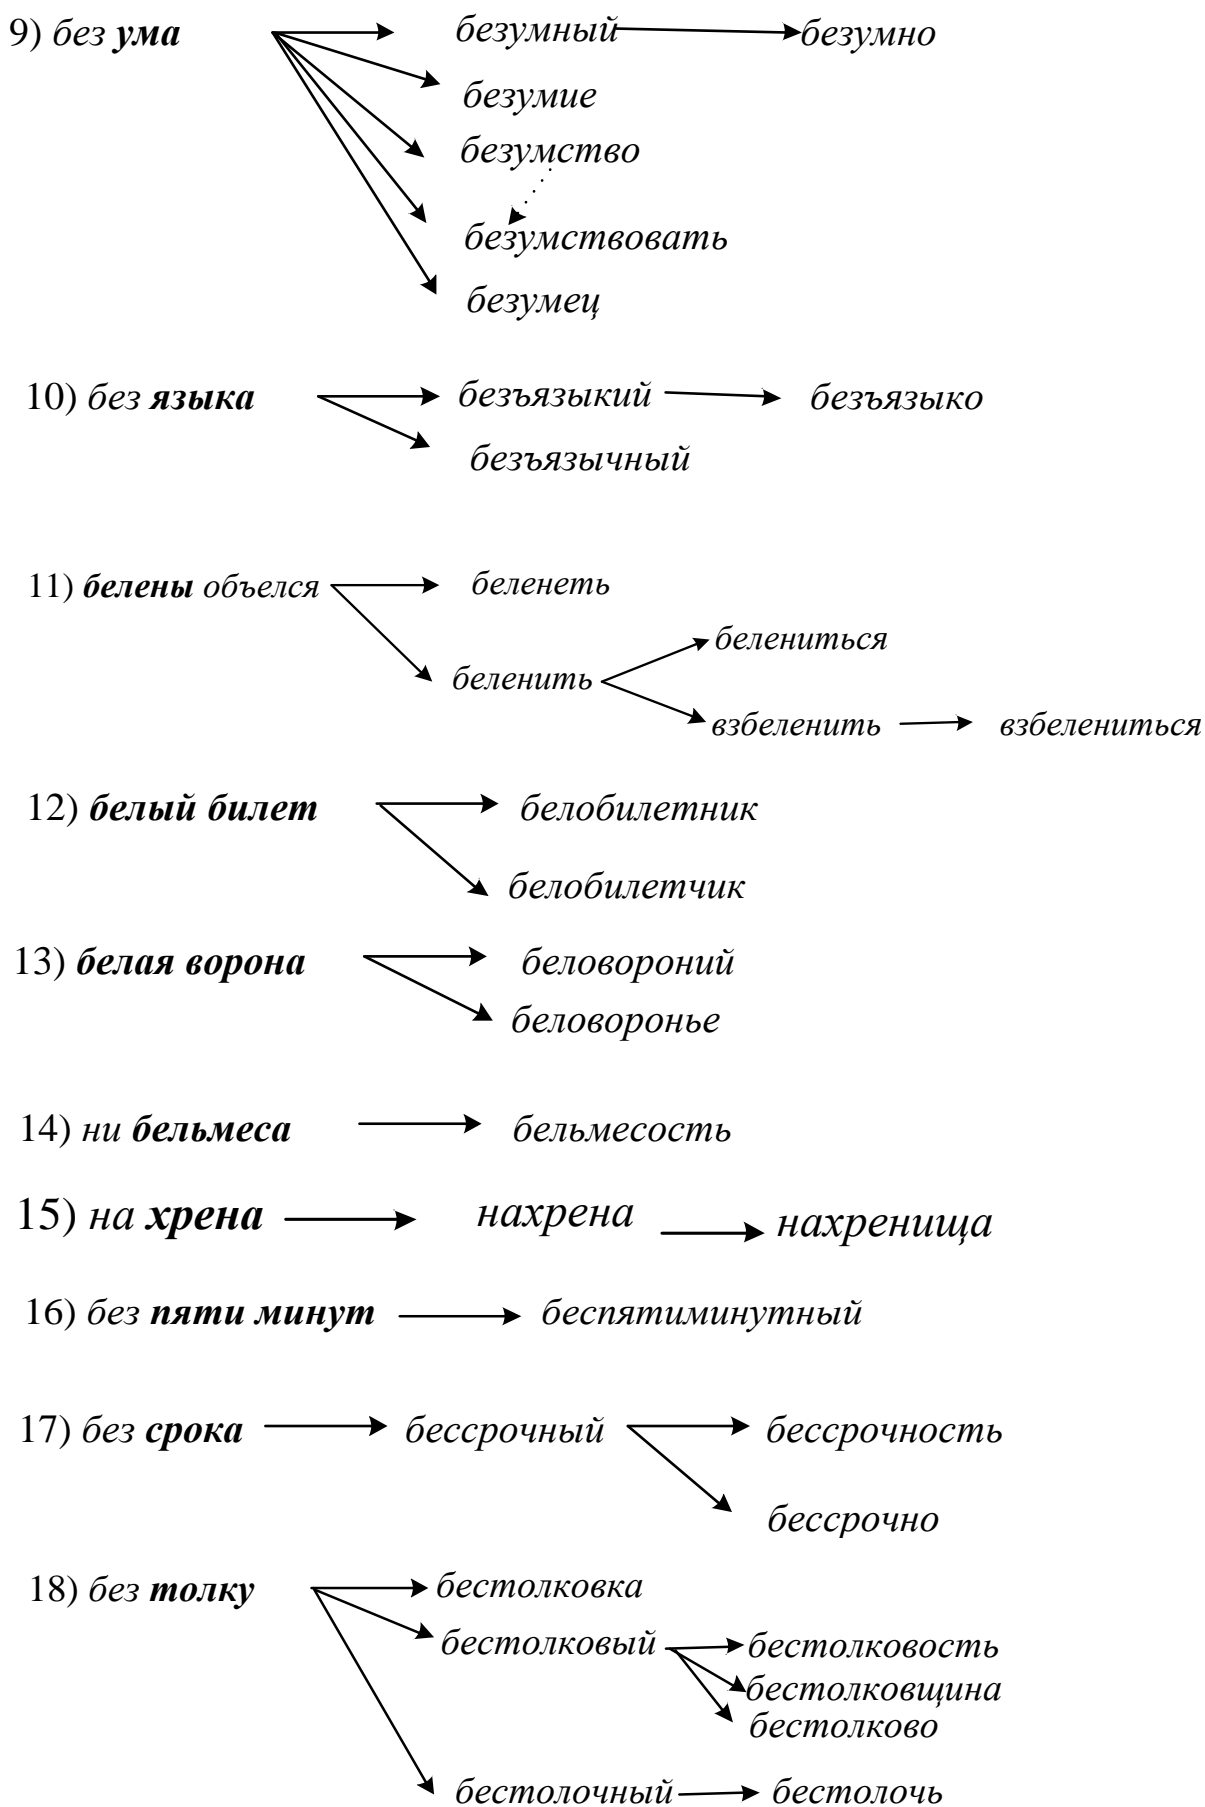 9) без ума безумный безумно
безумие
безумство
безумствовать
безумец
10) без языка безъязыкий безъязыко
безъязычный
11) белены объелся беленеть
белениться
беленить
взбеленить взбелениться
12) белый билет белобилетник
белобилетчик
13) белая ворона беловороний
беловоронье
14) ни бельмеса бельмесость
15) на хрена нахрена нахренища
16) без пяти минут беспятиминутный
17) без срока бессрочный бессрочность
бессрочно
18) без толку бестолковка
бестолковый бестолковость
бестолковщина
бестолково
бестолочный бестолочь